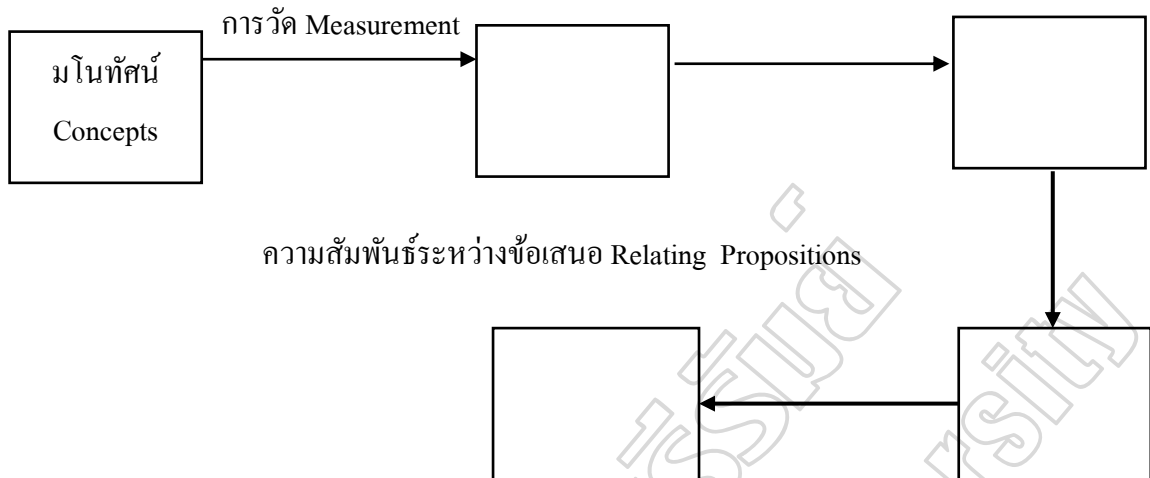 การวัด Measurement
มโนทัศน์
Concepts
ความสัมพันธ์ระหว่างข้อเสนอ Relating Propositions